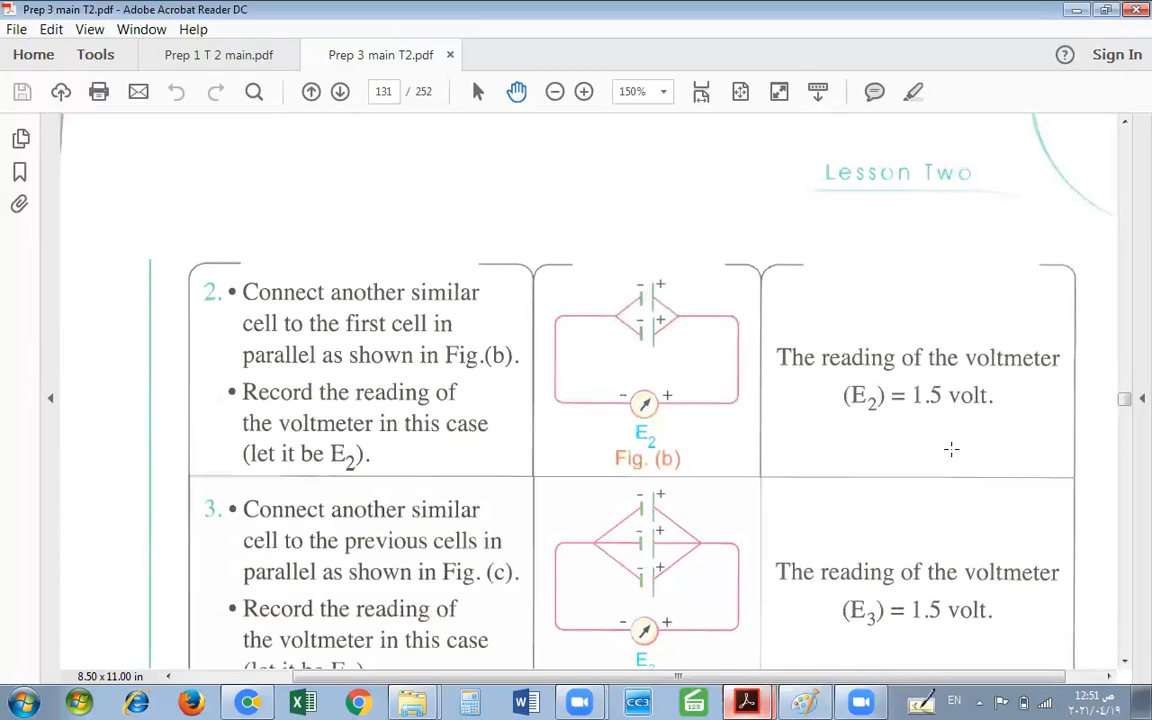 Prep 3 main T2.pdf - Adobe Acrobat Reader DC
File Edit View Window Help
Home Tools Prep 1 T 2 main.pdf Prep 3 main T2.pdf × Sign In
131 / 252 150%
Lesson Two
2. • Connect another similar
cell to the first cell in
parallel as shown in Fig.(b).
• Record the reading of
the voltmeter in this case
(let it be E2).
- +
- +
- +
E2
Fig. (b)
The reading of the voltmeter
(E2) = 1.5 volt.
3. • Connect another similar
cell to the previous cells in
parallel as shown in Fig. (c).
• Record the reading of
the voltmeter in this case
- +
- +
- +
- +
The reading of the voltmeter
(E3) = 1.5 volt.
8.50 x 11.00 in
CC3
123
EN
12:51 ص
٢٠٢١/٠٤/١٩